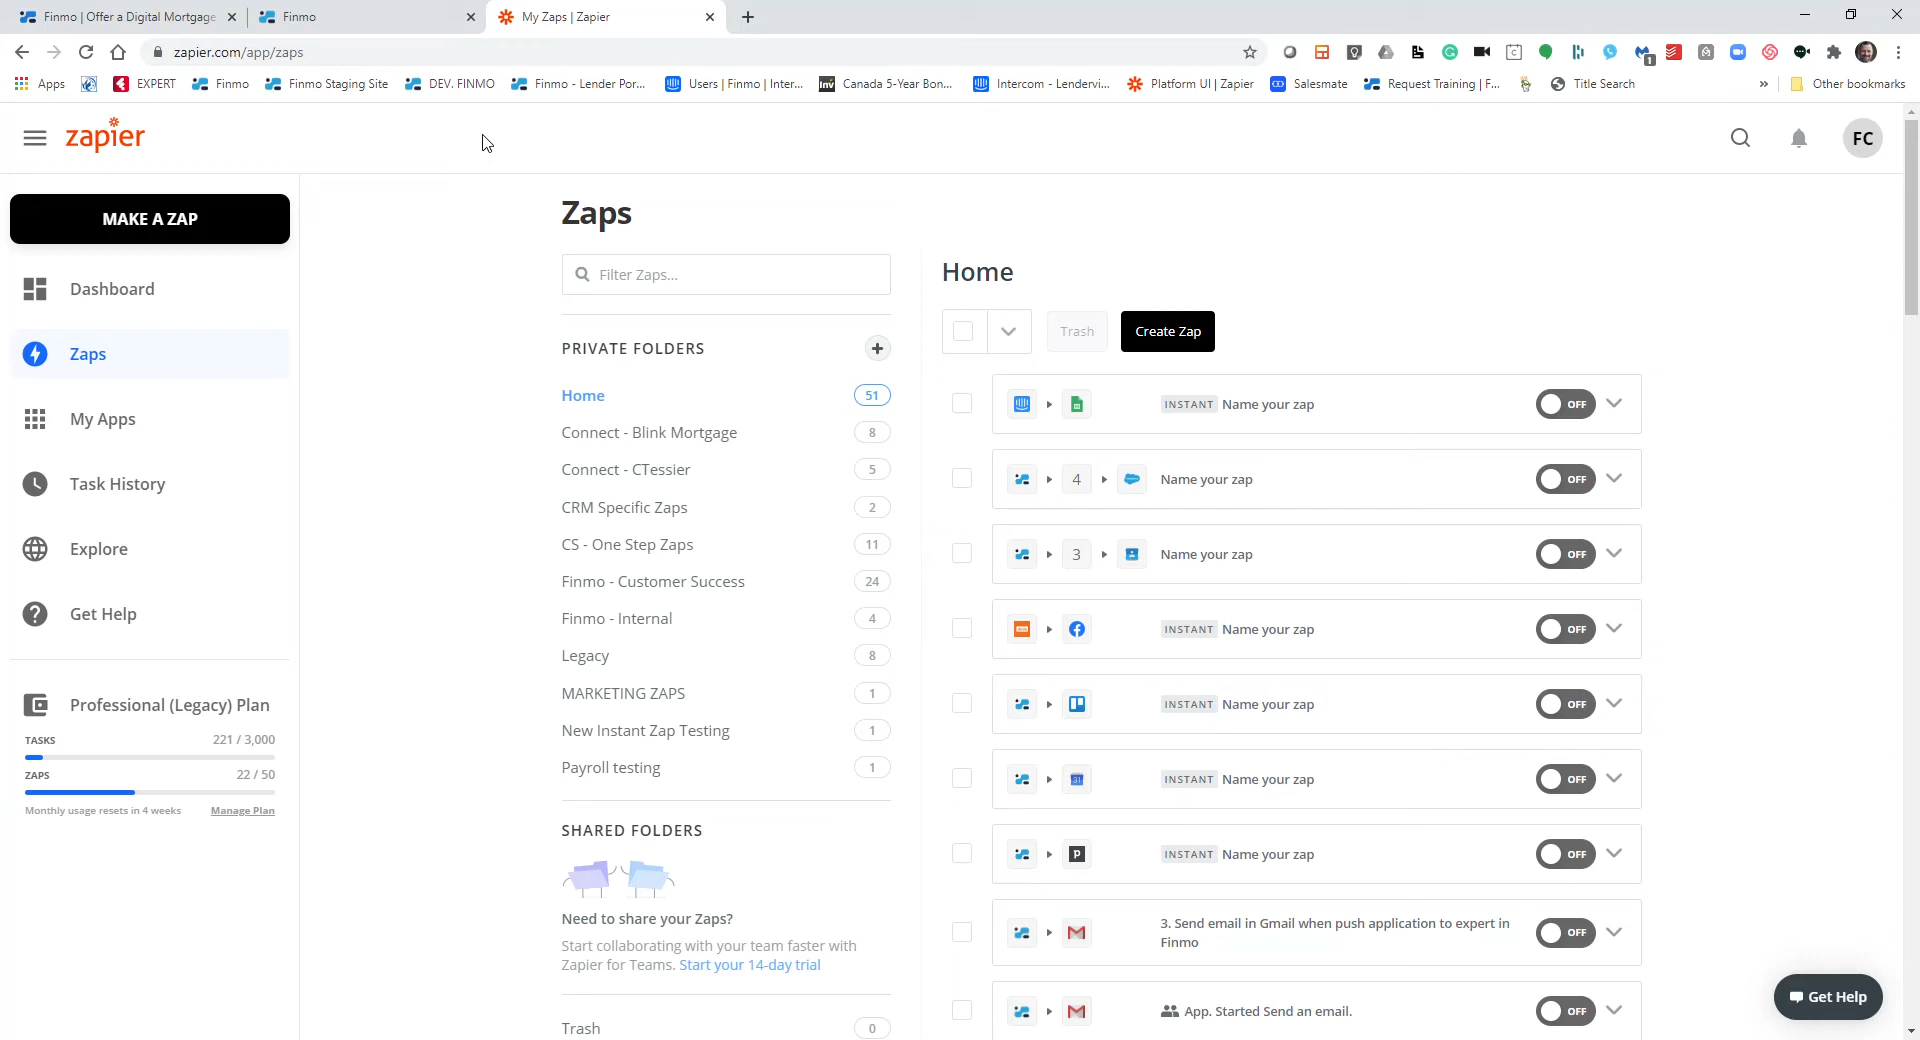 Finmo | Offer a Digital Mortgage
Finmo
My Zaps | Zapier
zapier.com/app/zaps
Apps
EXPERT
Finmo
Finmo Staging Site
DEV. FINMO
Finmo - Lender Por...
Users | Finmo | Inter...
Inv
Canada 5-Year Bon...
Intercom - Lendervi...
Platform UI | Zapier
Salesmate
Request Training | F...
Title Search
»
Other bookmarks
zapier
FC
MAKE A ZAP
Dashboard
Zaps
My Apps
Task History
Explore
Get Help
Professional (Legacy) Plan
TASKS 221 / 3,000
ZAPS 22 / 50
Monthly usage resets in 4 weeks Manage Plan
Zaps
Filter Zaps...
PRIVATE FOLDERS
Home 51
Connect - Blink Mortgage 8
Connect - CTessier 5
CRM Specific Zaps 2
CS - One Step Zaps 11
Finmo - Customer Success 24
Finmo - Internal 4
Legacy 8
MARKETING ZAPS 1
New Instant Zap Testing 1
Payroll testing 1
SHARED FOLDERS
Need to share your Zaps?
Start collaborating with your team faster with
Zapier for Teams. Start your 14-day trial
Trash 0
Home
Trash
Create Zap
INSTANT Name your zap OFF
4 Name your zap OFF
3 Name your zap OFF
INSTANT Name your zap OFF
INSTANT Name your zap OFF
31 INSTANT Name your zap OFF
P INSTANT Name your zap OFF
3. Send email in Gmail when push application to expert in
Finmo
OFF
App. Started Send an email. OFF
Get Help